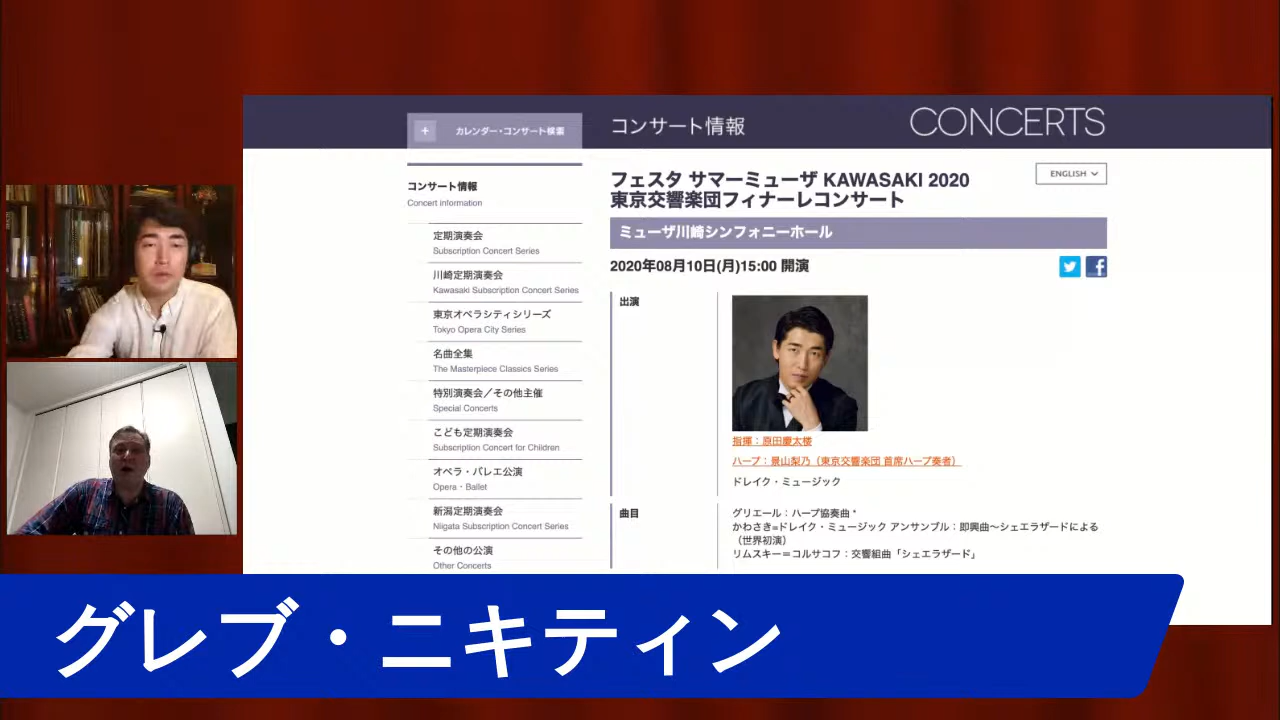 +
カレンダー・コンサート検索
コンサート情報
CONCERTS
コンサート情報
Concert information
定期演奏会
Subscription Concert Series
川崎定期演奏会
Kawasaki Subscription Concert Series
東京オペラシティシリーズ
Tokyo Opera City Series
名曲全集
The Masterpiece Classics Series
特別演奏会／その他主催
Special Concerts
こども定期演奏会
Subscription Concert for Children
オペラ・バレエ公演
Opera・Ballet
新潟定期演奏会
Niigata Subscription Concert Series
その他の公演
Other Concerts
フェスタ サマーミューザ KAWASAKI 2020
東京交響楽団フィナーレコンサート
ENGLISH
ミューザ川崎シンフォニーホール
2020年08月10日(月)15:00 開演
出演
指揮：原田慶太楼
ハープ：景山梨乃（東京交響楽団 首席ハープ奏者）
ドレイク・ミュージック
曲目
グリエール：ハープ協奏曲 *
かわさき=ドレイク・ミュージック アンサンブル：即興曲〜シェエラザードによる
（世界初演）
リムスキー＝コルサコフ：交響組曲「シェエラザード」
グレブ・ニキティン